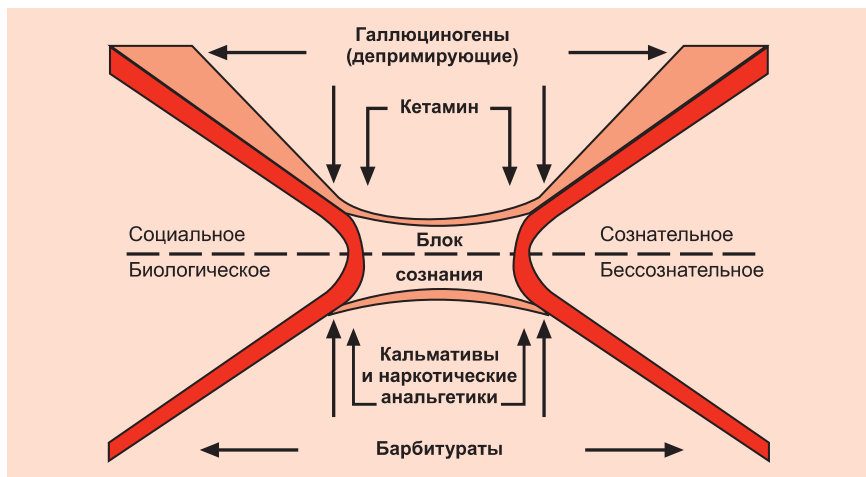 Галлюциногены
(депримирующие)
Кетамин
Социальное
Блок
Сознательное
Биологическое
сознания
Бессознательное
Кальмативы
и наркотические
анальгетики
Барбитураты